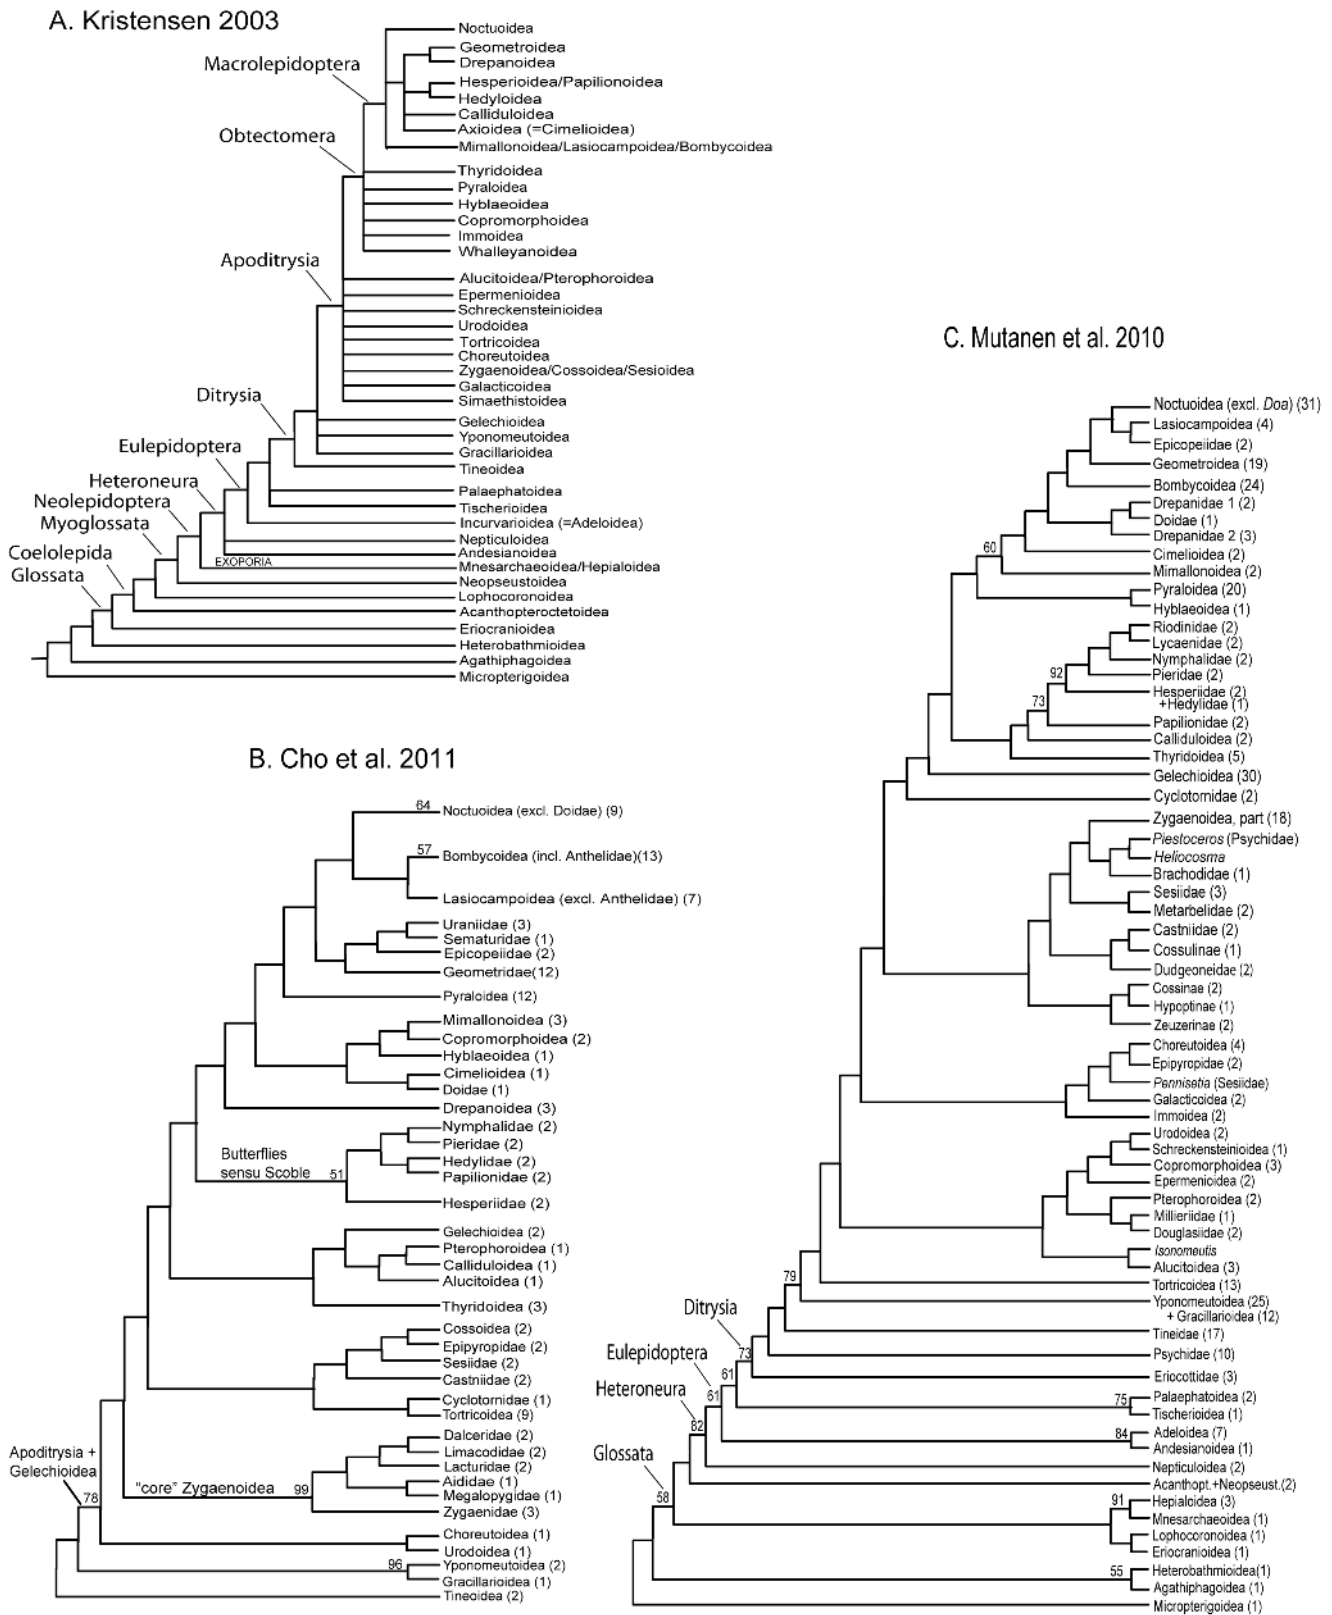 A. Kristensen 2003
Noctuoidea
Geometroidea
Drepanoidea
Macrolepidoptera
Hesperioidea/Papilionoidea
Hedyloidea
Calliduloidea
Axioidea (=Cimelioidea)
Obtectomera
Mimallonoidea/Lasiocampoidea/Bombycoidea
Thyridoidea
Pyraloidea
Hyblaeoidea
Copromorphoidea
Immoidea
Whalleyanoidea
Apoditrysia
Alucitoidea/Pterophoroidea
Epermenioidea
Schreckensteinioidea
Urodoidea
Tortricoidea
Choreutoidea
Zygaenoidea/Cossoidea/Sesioidea
Galacticoidea
Simaethistoidea
Ditrysia
Gelechioidea
Yponomeutoidea
Gracillarioidea
Tineoidea
Eulepidoptera
Heteroneura
Palaephatoidea
Neolepidoptera
Tischerioidea
Myoglossata
Incurvarioidea (=Adeloidea)
Nepticuloidea
Coelolepida
Andesianoidea
EXOPORIA
Mnesarchaeoidea/Hepialoidea
Glossata
Neopseustoidea
Lophocoronoidea
Acanthopteroctetoidea
Eriocranioidea
Heterobathmioidea
Agathiphagoidea
Micropterigoidea
B. Cho et al. 2011
64
Noctuoidea (excl. Doidae) (9)
57
Bombycoidea (incl. Anthelidae)(13)
Lasiocampoidea (excl. Anthelidae) (7)
Uraniidae (3)
Sematuridae (1)
Epicopeiidae (2)
Geometridae(12)
Pyraloidea (12)
Mimallonoidea (3)
Copromorphoidea (2)
Hyblaeoidea (1)
Cimelioidea (1)
Doidae (1)
Drepanoidea (3)
Nymphalidae (2)
Butterflies
sensu Scoble
51
Pieridae (2)
Hedylidae (2)
Papilionidae (2)
Hesperiidae (2)
Gelechioidea (2)
Pterophoroidea (1)
Calliduloidea (1)
Alucitoidea (1)
Thyridoidea (3)
Cossoidea (2)
Epipyropidae (2)
Sesiidae (2)
Castniidae (2)
Cyclotornidae (1)
Tortricoidea (9)
Dalceridae (2)
Limacodidae (2)
Lacturidae (2)
Apoditrysia +
Gelechioidea
"core" Zygaenoidea
99
Aididae (1)
Megalopygidae (1)
Zygaenidae (3)
78
Choreutoidea (1)
Urodoidea (1)
96
Yponomeutoidea (2)
Gracillarioidea (1)
Tineoidea (2)
C. Mutanen et al. 2010
Noctuoidea (excl. Doa) (31)
Lasiocampoidea (4)
Epicopeiidae (2)
Geometroidea (19)
Bombycoidea (24)
Drepanidae 1 (2)
Doidae (1)
Drepanidae 2 (3)
60
Cimelioidea (2)
Mimallonoidea (2)
Pyraloidea (20)
Hyblaeoidea (1)
Riodinidae (2)
Lycaenidae (2)
Nymphalidae (2)
92
Pieridae (2)
73
Hesperiidae (2)
+Hedylidae (1)
Papilionidae (2)
Calliduloidea (2)
Thyridoidea (5)
Gelechioidea (30)
Cyclotornidae (2)
Zygaenoidea, part (18)
Piestoceros (Psychidae)
Heliocosma
Brachodidae (1)
Sesiidae (3)
Metarbelidae (2)
Castniidae (2)
Cossulinae (1)
Dudgeoneidae (2)
Cossinae (2)
Hypoptinae (1)
Zeuzerinae (2)
Choreutoidea (4)
Epipyropidae (2)
Pennisetia (Sesiidae)
Galacticoidea (2)
Immoidea (2)
Urodoidea (2)
Schreckensteinioidea (1)
Copromorphoidea (3)
Epermenioidea (2)
Pterophoroidea (2)
Millieriidae (1)
Douglasiidae (2)
Isonomeutis
Alucitoidea (3)
79
Tortricoidea (13)
Yponomeutoidea (25)
+ Gracillarioidea (12)
Ditrysia
Tineidae (17)
73
Psychidae (10)
Eulepidoptera
61
Eriocottidae (3)
Heteroneura
61
75
Palaephatoidea (2)
Tischerioidea (1)
82
84
Adeloidea (7)
Andesianoidea (1)
Glossata
Nepticuloidea (2)
Acanthopt.+Neopseust.(2)
58
91
Hepialoidea (3)
Mnesarchaeoidea (1)
Lophocoronoidea (1)
Eriocranioidea (1)
55
Heterobathmioidea(1)
Agathiphagoidea (1)
Micropterigoidea (1)